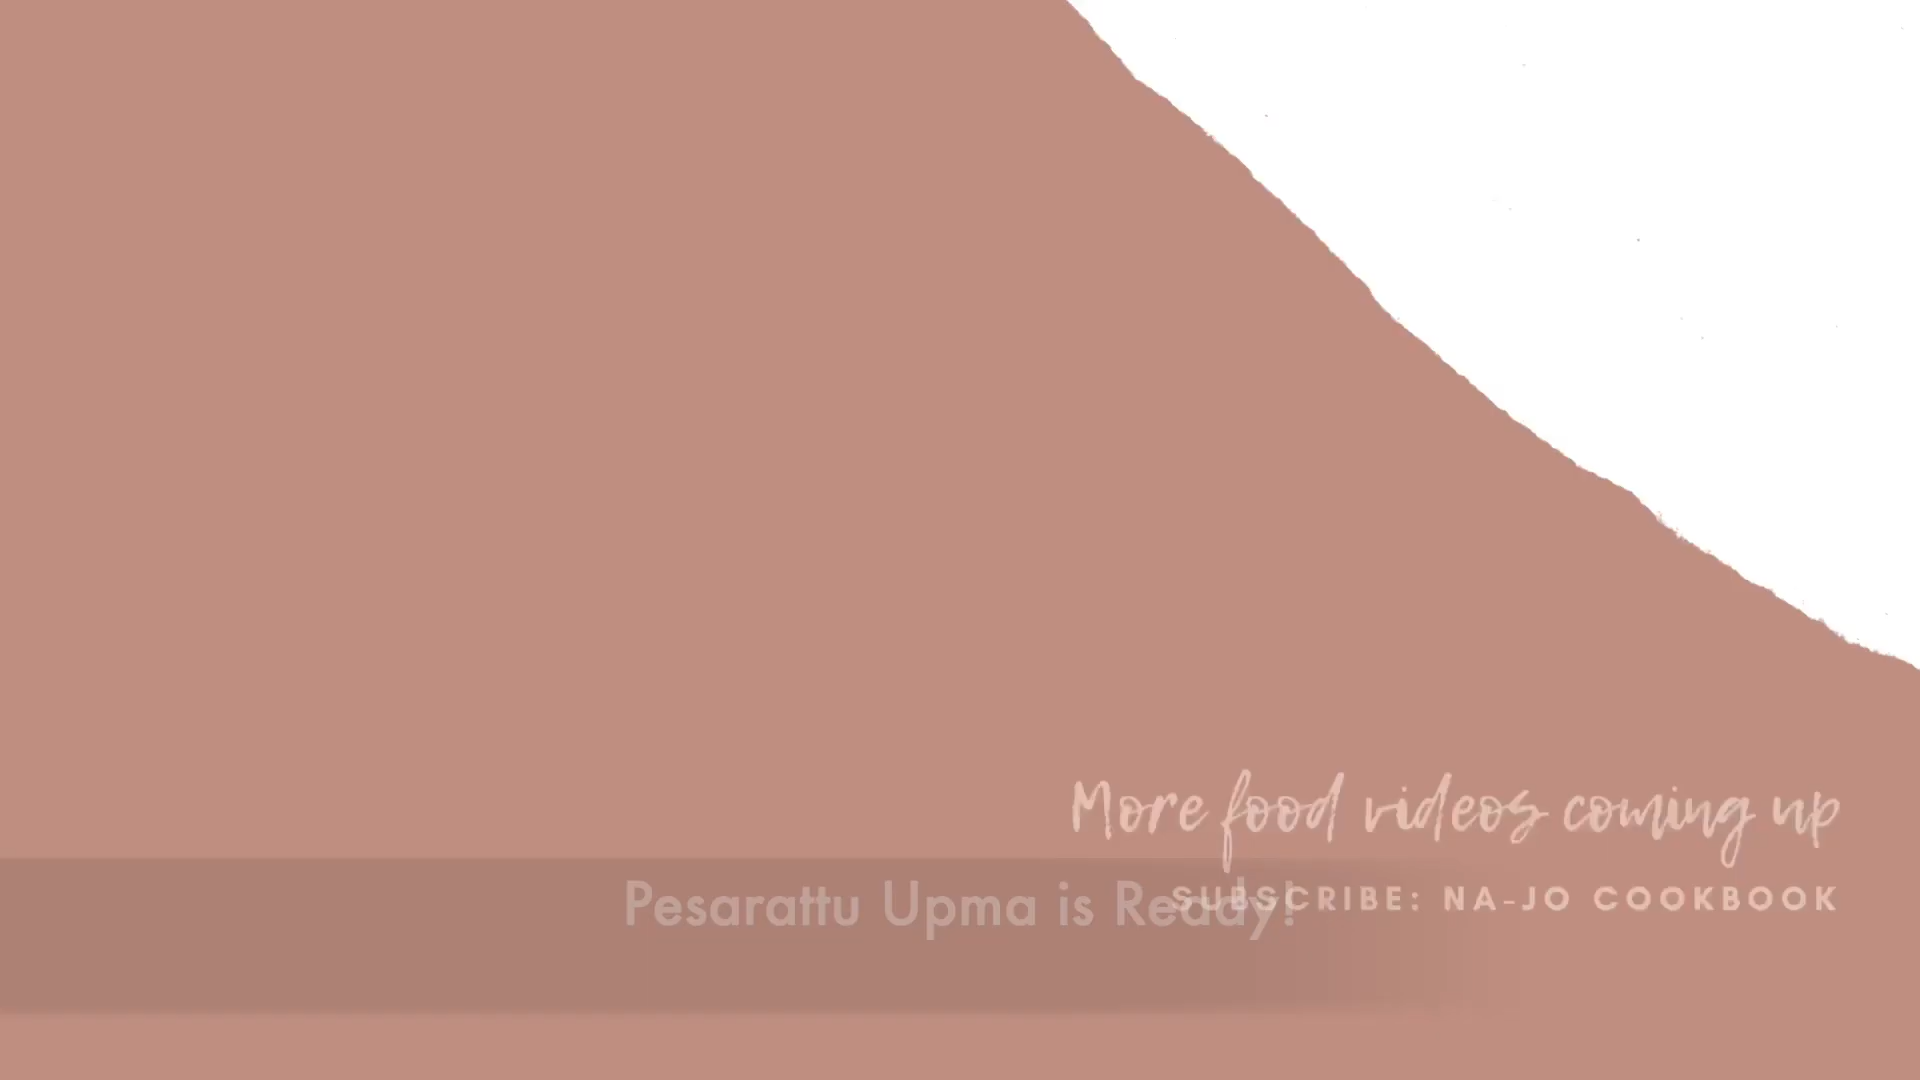 More food videos coming up
Pesarattu Upma is Ready!
SUBSCRIBE: NA-JO COOKBOOK